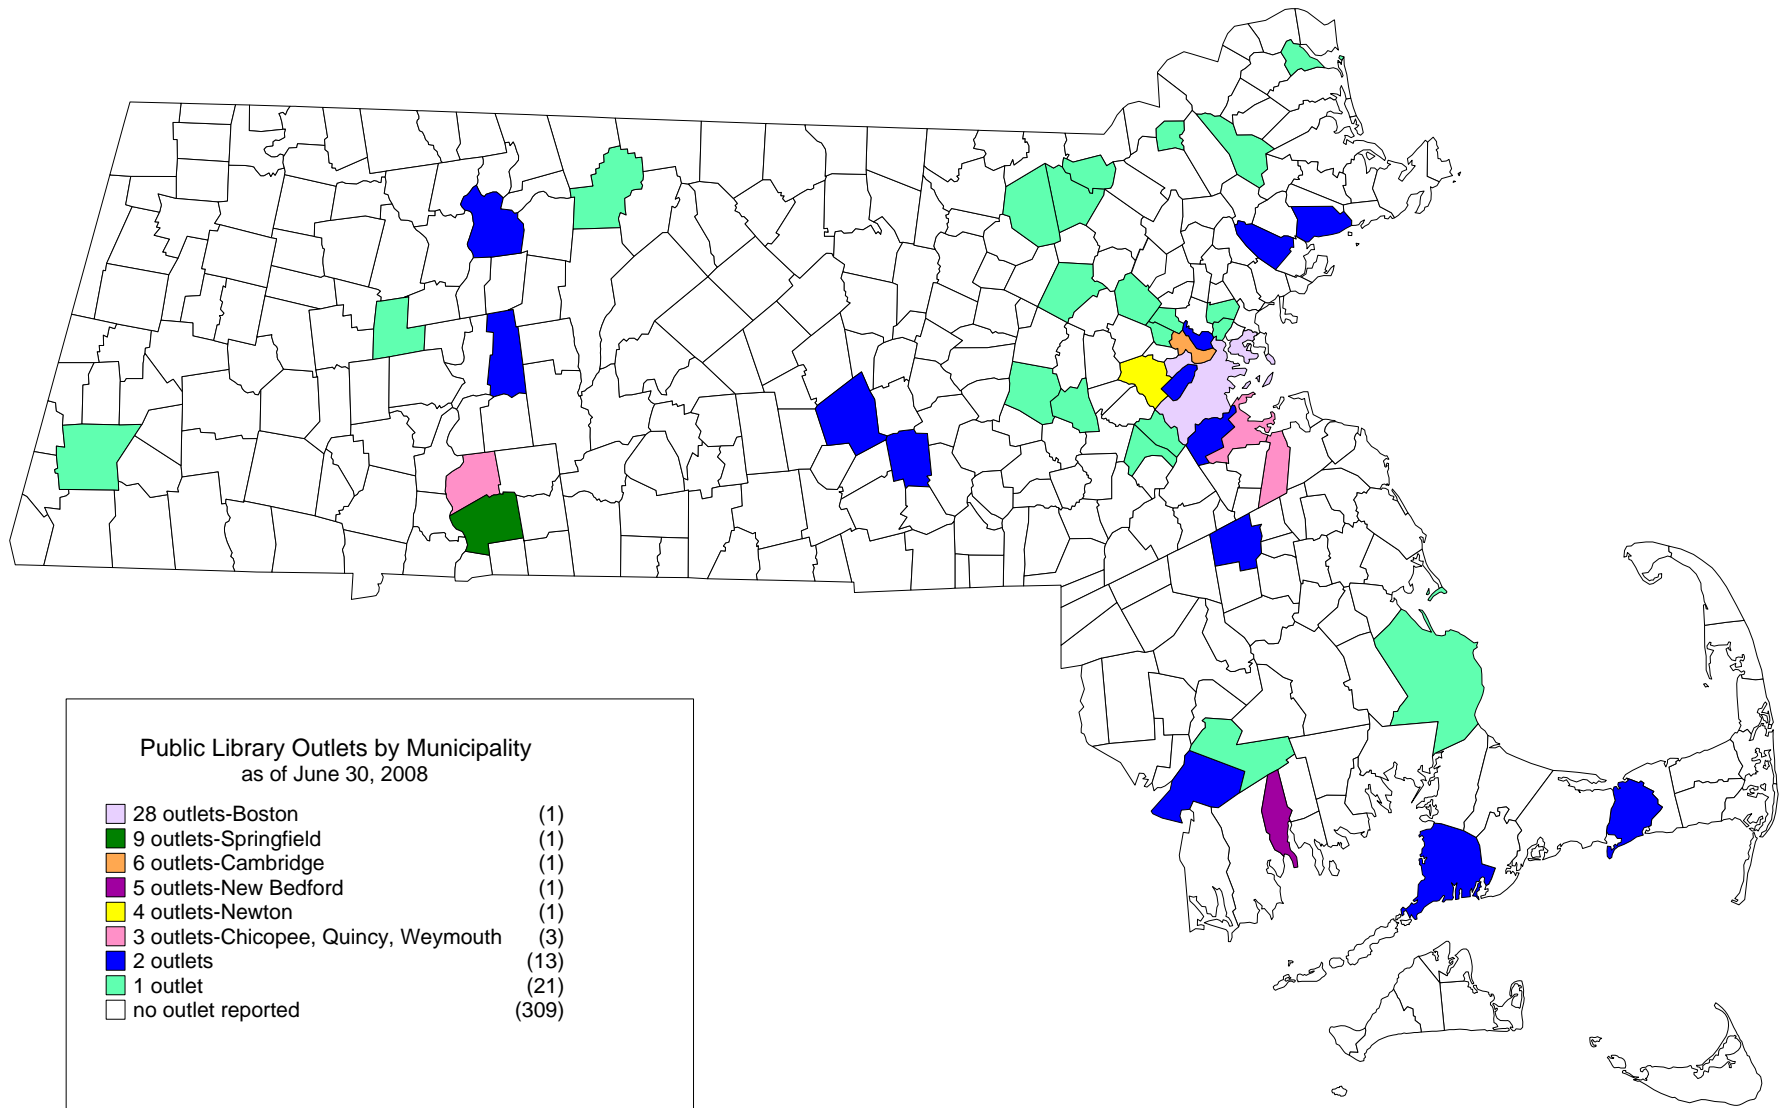 Public Library Outlets by Municipality
as of June 30, 2008
28 outlets-Boston (1)
9 outlets-Springfield (1)
6 outlets-Cambridge (1)
5 outlets-New Bedford (1)
4 outlets-Newton (1)
3 outlets-Chicopee, Quincy, Weymouth (3)
2 outlets (13)
1 outlet (21)
no outlet reported (309)